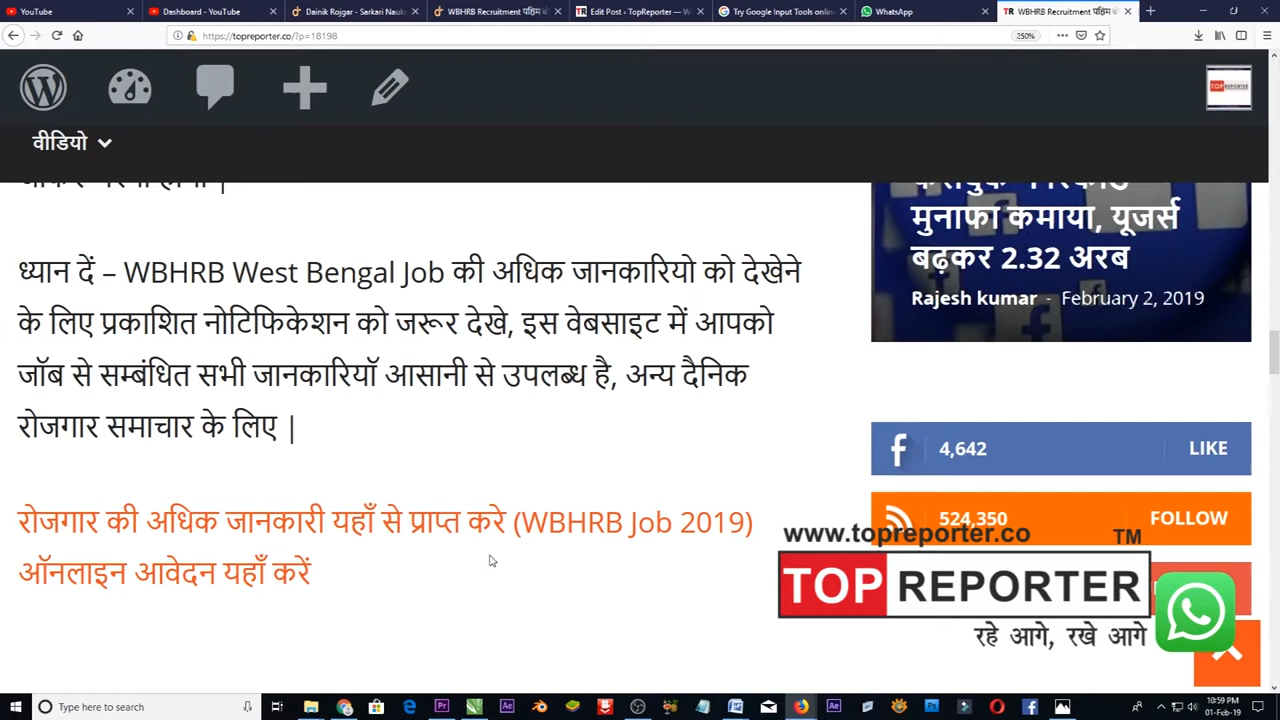 YouTube
Dashboard - YouTube
Dainik Rojgar - Sarkari Nauk
WBHRB Recruitment पश्चिम
Edit Post ‹ TopReporter — W
Try Google Input Tools onlin
WhatsApp
WBHRB Recruitment पश्चिम
https://topreporter.co/?p=18198
250%
TOP REPORTER
वीडियो
ध्यान दें – WBHRB West Bengal Job की अधिक जानकारियो को देखेने
के लिए प्रकाशित नोटिफिकेशन को जरूर देखे, इस वेबसाइट में आपको
जॉब से सम्बंधित सभी जानकारियाॅ आसानी से उपलब्ध है, अन्य दैनिक
रोजगार समाचार के लिए |
रोजगार की अधिक जानकारी यहाँ से प्राप्त करे (WBHRB Job 2019)
ऑनलाइन आवेदन यहाँ करें
मुनाफा कमाया, यूजर्स
बढ़कर 2.32 अरब
Rajesh kumar - February 2, 2019
4,642 LIKE
524,350 FOLLOW
www.topreporter.co TM
TOP REPORTER
रहे आगे, रखे आगे
Type here to search
10:59 PM
01-Feb-19